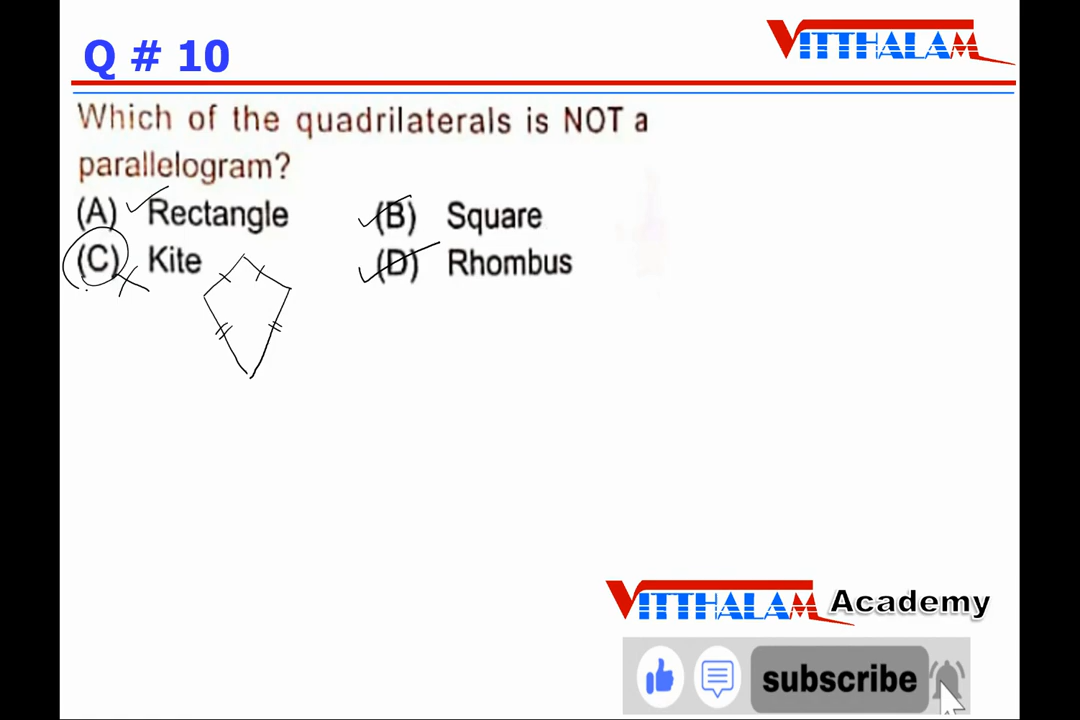 Q # 10
VITTHALAM
Which of the quadrilaterals is NOT a
parallelogram?
(A) Rectangle (B) Square
(C) Kite (D) Rhombus
VITTHALAM Academy
subscribe